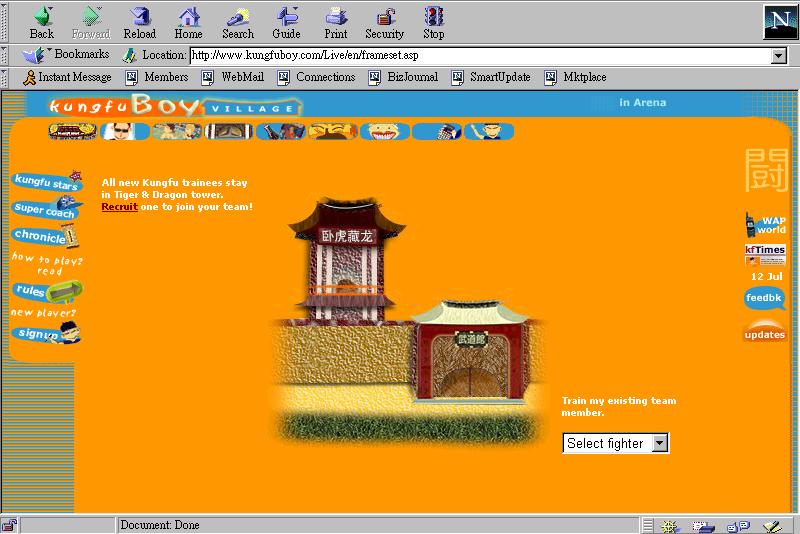 Back Forward Reload Home Search Guide Print Security Stop N
Bookmarks Location: http://www.kungfuboy.com/Live/en/frameset.asp
Instant Message Members WebMail Connections BizJournal SmartUpdate Mktplace
kungfu BOY VILLAGE
in Arena
闘
kungfu stars
super coach
chronicle
how to play?
read
rules
new player?
signup
All new Kungfu trainees stay
in Tiger & Dragon tower.
Recruit one to join your team!
卧虎藏龙
武道館
Train my existing team
member.
Select fighter
WAP
world
kfTimes
12 Jul
feedbk
updates
Document: Done